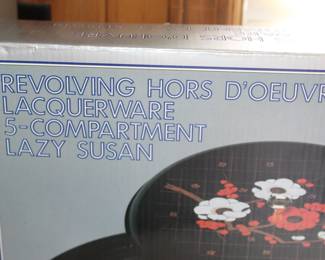 REVOLVING HORS D'OEUVR
LACQUERWARE
5-COMPARTMENT
LAZY SUSAN